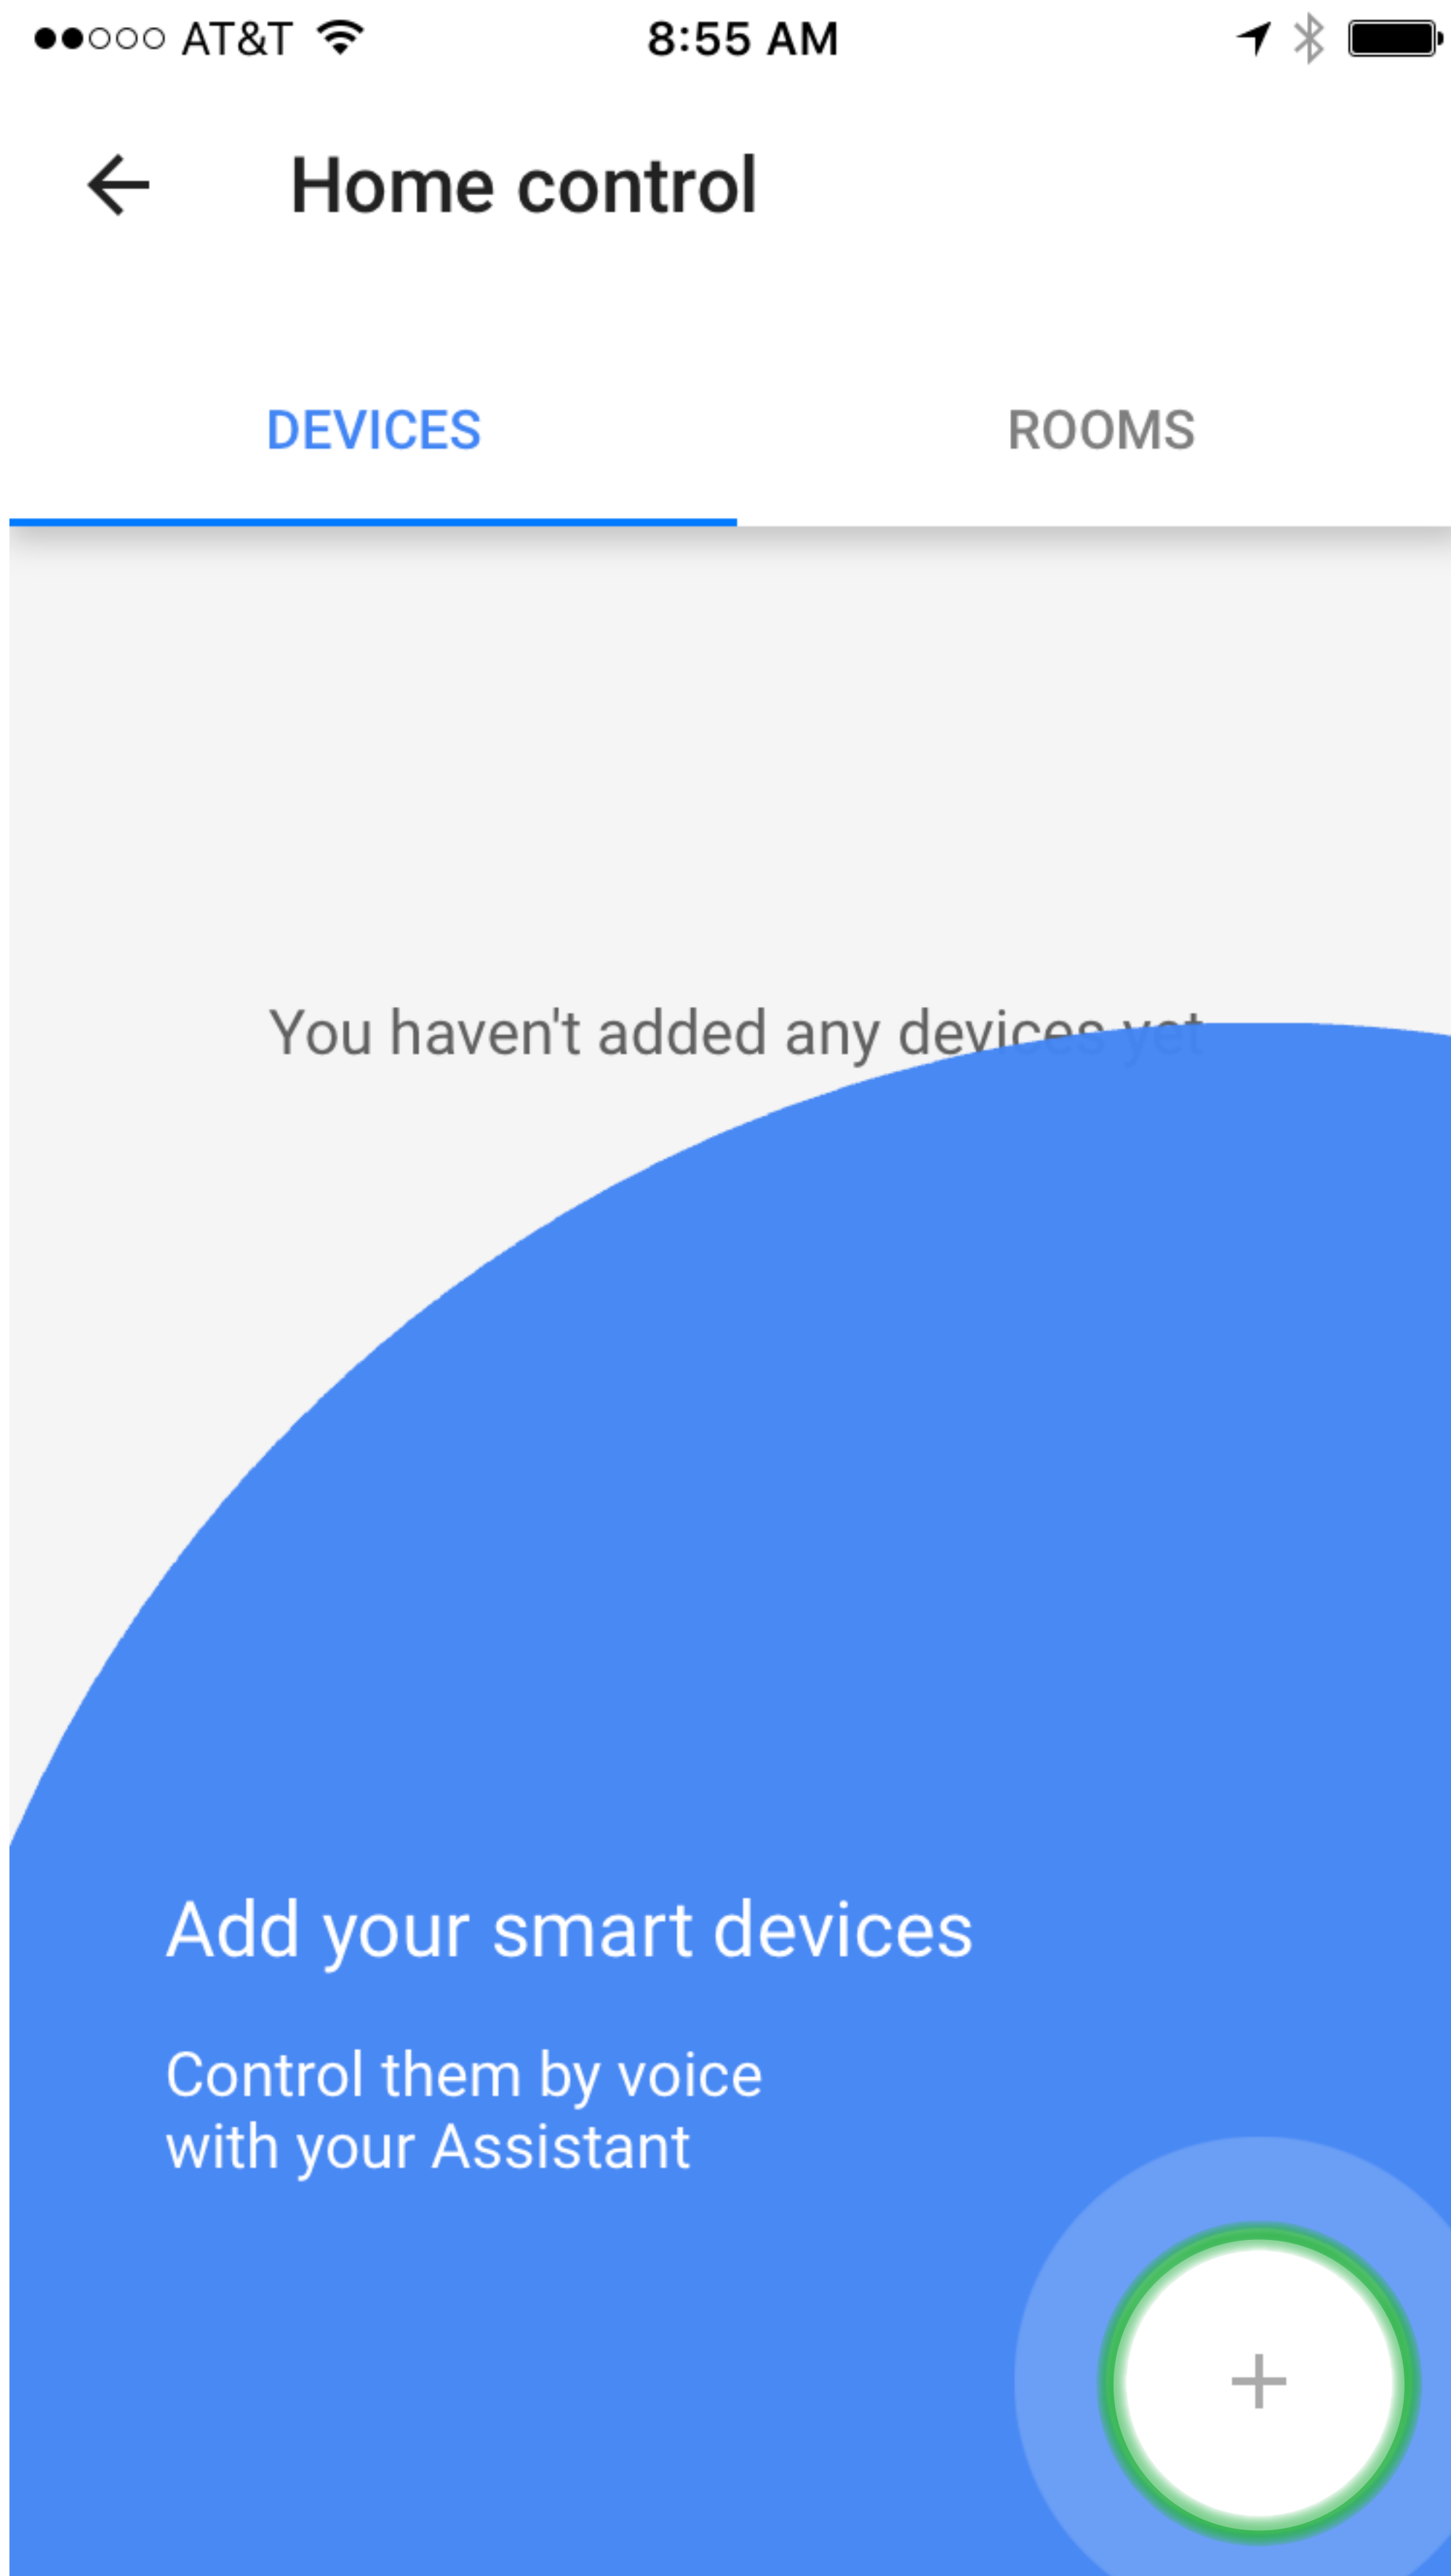 AT&T 8:55 AM
Home control
DEVICES ROOMS
You haven't added any devices yet
Add your smart devices
Control them by voice
with your Assistant
+